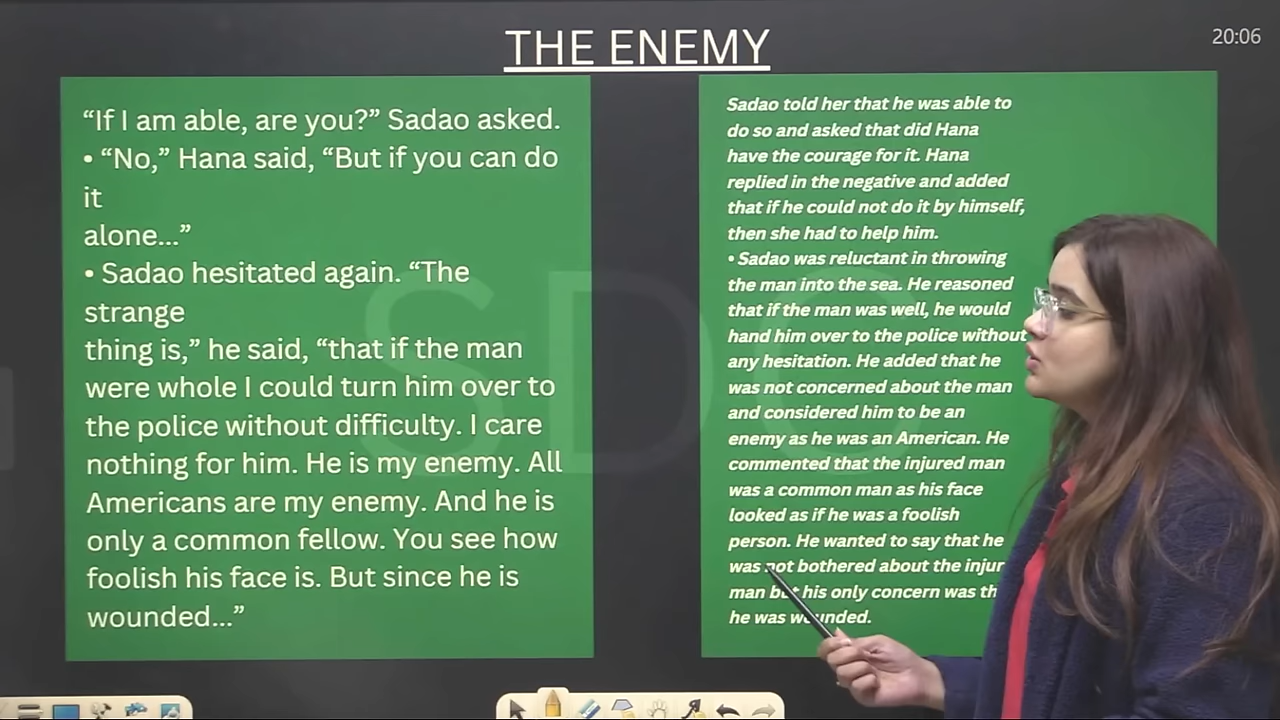 THE ENEMY
20:06
“If I am able, are you?” Sadao asked.
• “No,” Hana said, “But if you can do
it
alone...”
• Sadao hesitated again. “The
strange
thing is,” he said, “that if the man
were whole I could turn him over to
the police without difficulty. I care
nothing for him. He is my enemy. All
Americans are my enemy. And he is
only a common fellow. You see how
foolish his face is. But since he is
wounded...”
Sadao told her that he was able to
do so and asked that did Hana
have the courage for it. Hana
replied in the negative and added
that if he could not do it by himself,
then she had to help him.
• Sadao was reluctant in throwing
the man into the sea. He reasoned
that if the man was well, he would
hand him over to the police without
any hesitation. He added that he
was not concerned about the man
and considered him to be an
enemy as he was an American. He
commented that the injured man
was a common man as his face
looked as if he was a foolish
person. He wanted to say that he
was not bothered about the
man but his only concern was
he was wounded.
SDC